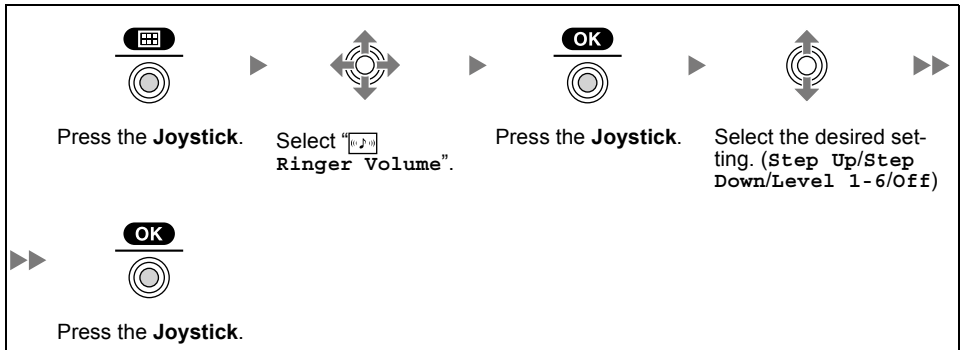 OK
Press the Joystick.
Select “
Ringer Volume”.
Press the Joystick.
Select the desired set-
ting. (Step Up/Step
Down/Level 1-6/Off)
OK
Press the Joystick.